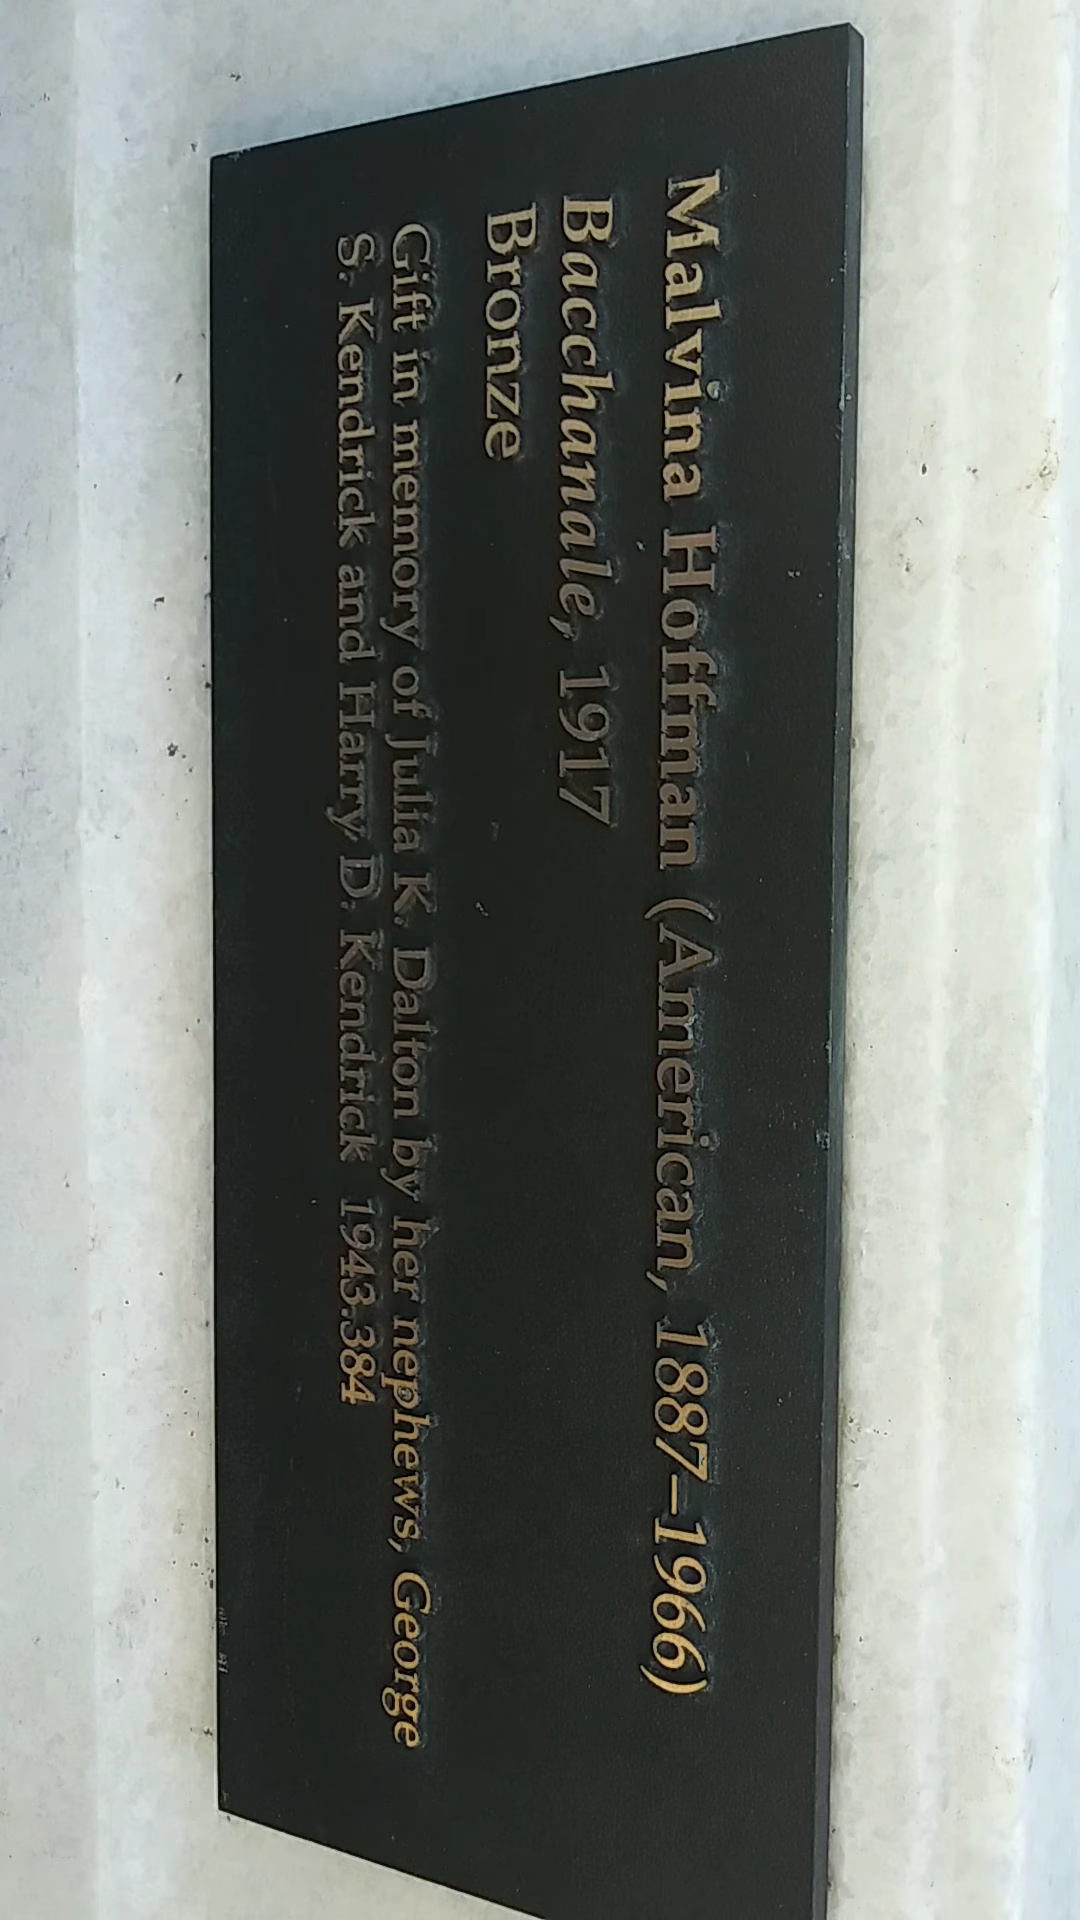 Malvina Hoffman (American, 1887–1966)
Bacchanale, 1917
Bronze
Gift in memory of Julia K. Dalton by her nephews, George
S. Kendrick and Harry D. Kendrick 1943.384